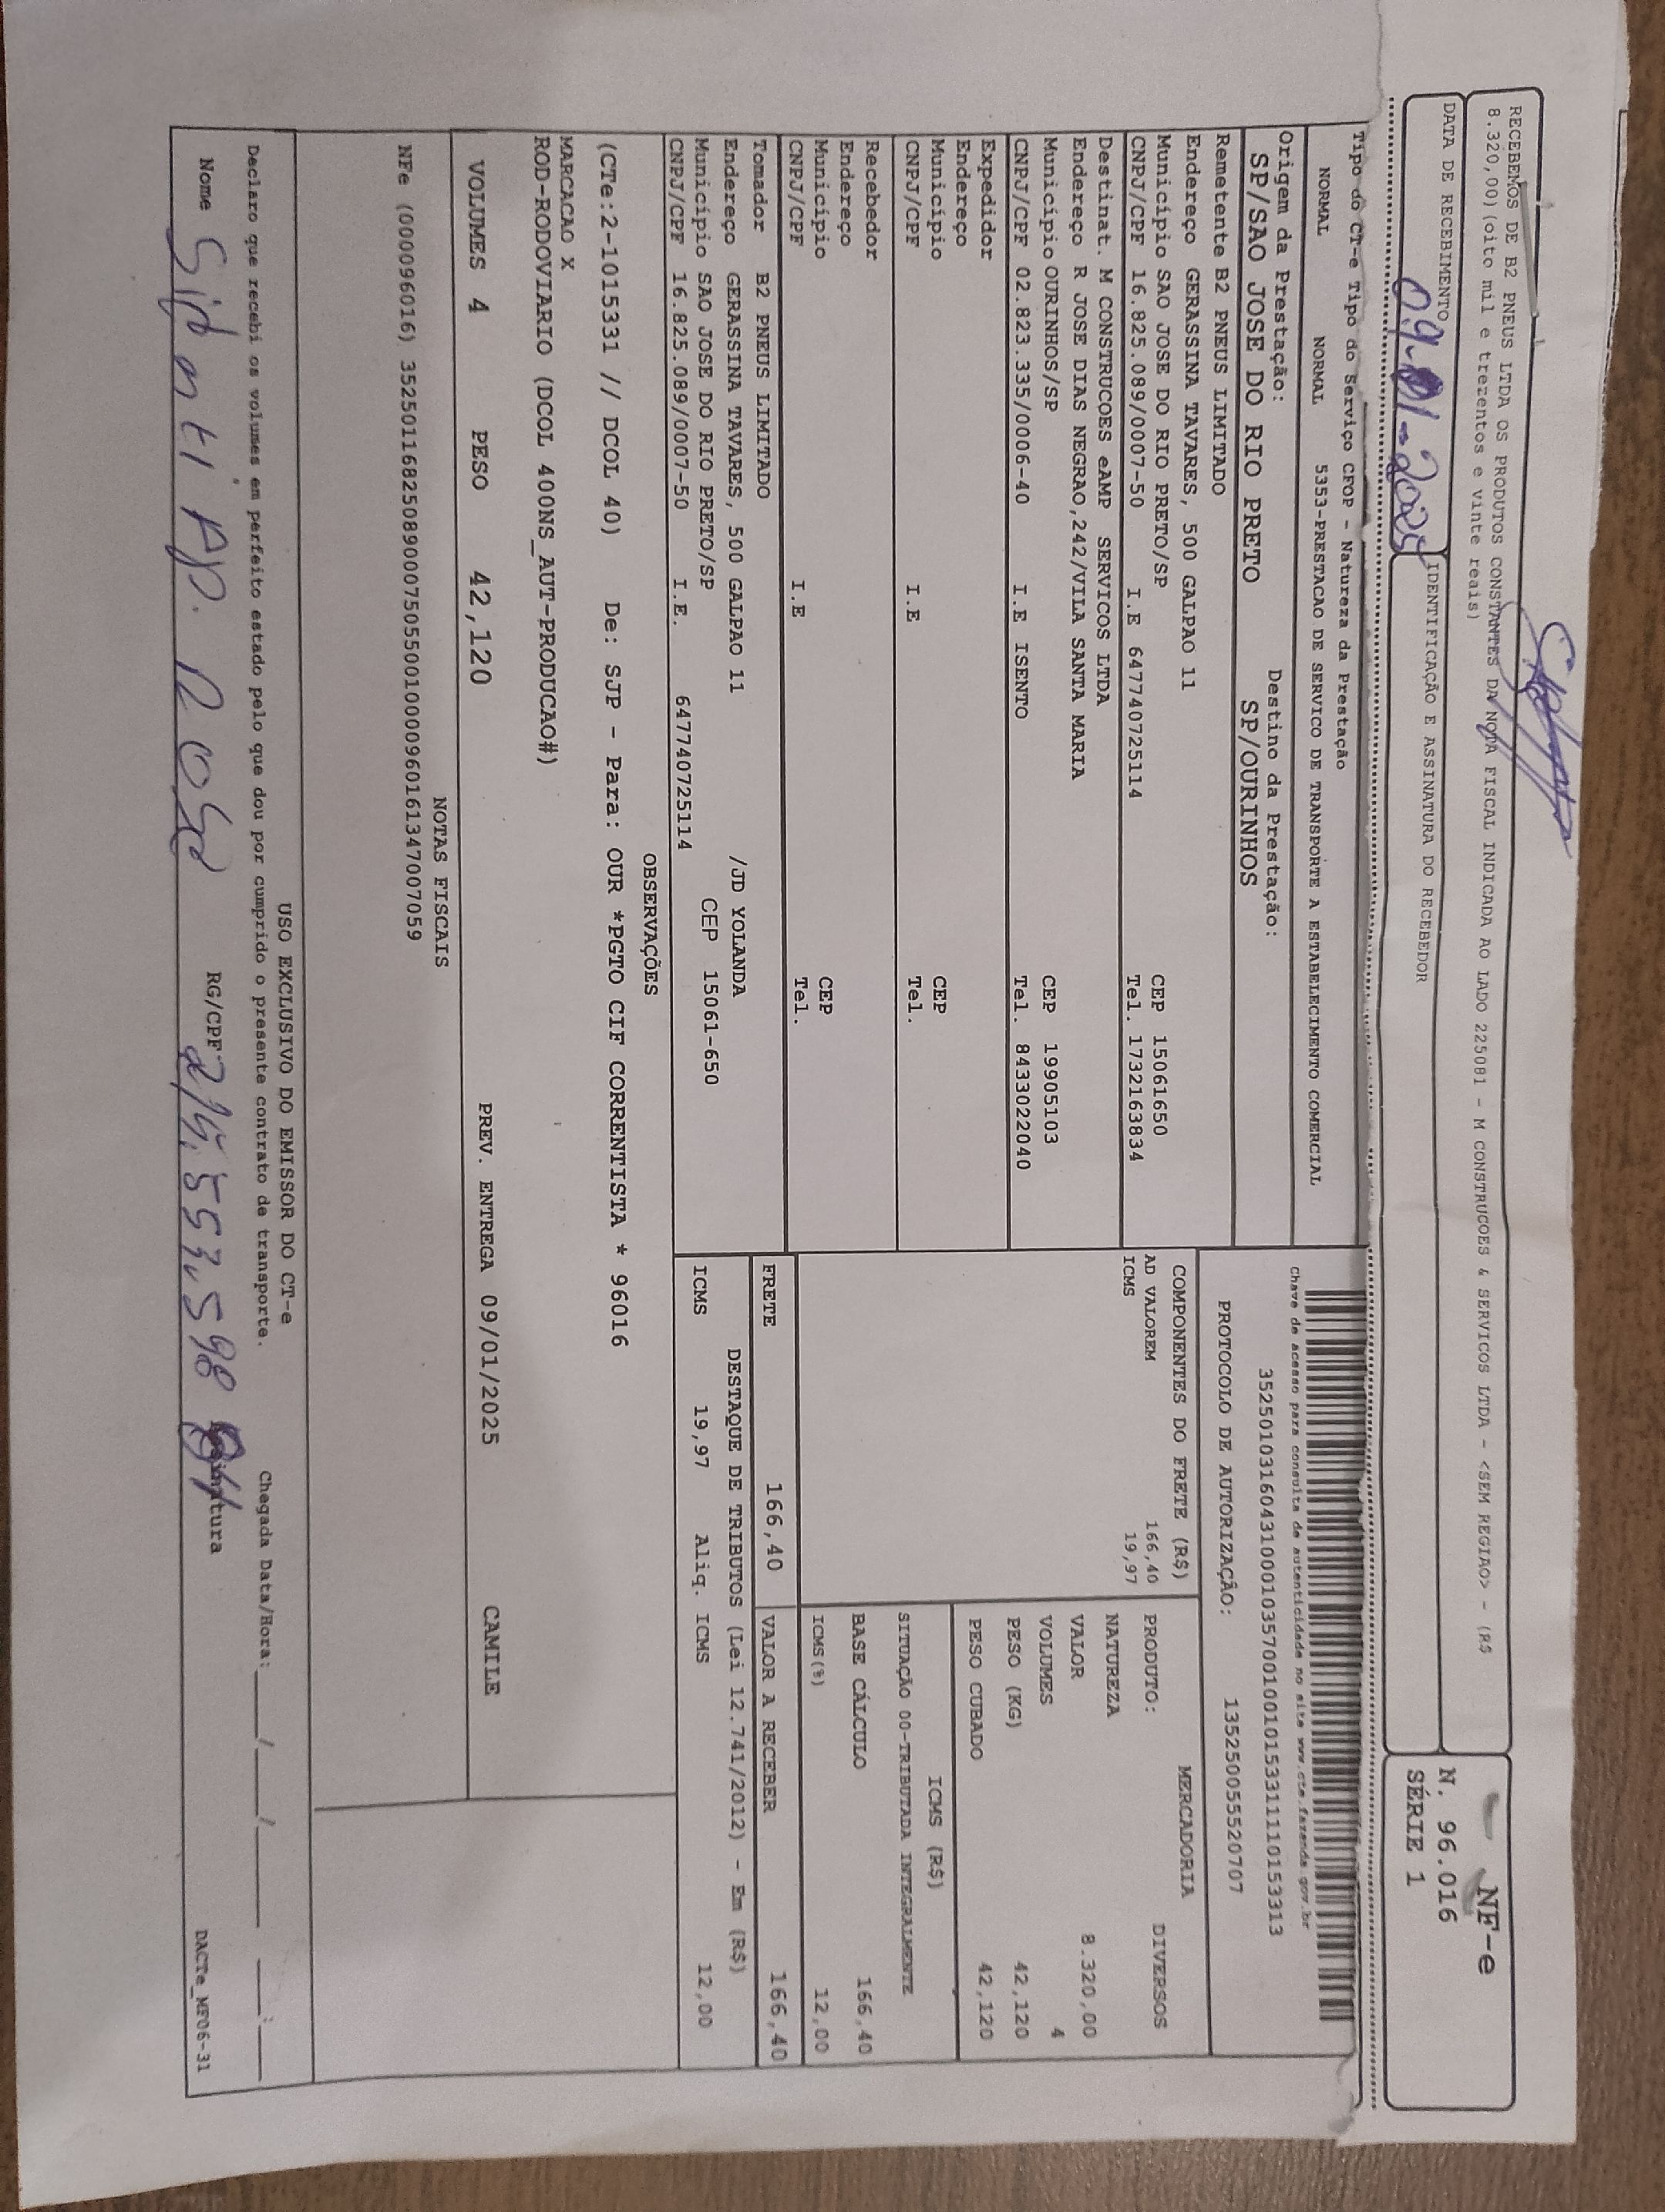 RECEBEMOS DE B2 PNEUS LTDA OS PRODUTOS CONSTANTES DA NOTA FISCAL INDICADA AO LADO 225081 - M CONSTRUCOES & SERVICOS LTDA - <SEM REGIAO> - (R$
8.320,00)(oito mil e trezentos e vinte reais)
NF-e
N. 96.016
SÉRIE 1
DATA DE RECEBIMENTO
IDENTIFICAÇÃO E ASSINATURA DO RECEBEDOR
09-01-2025
Tipo do CT-e Tipo do Serviço CFOP - Natureza da Prestação
NORMAL NORMAL 5353-PRESTACAO DE SERVICO DE TRANSPORTE A ESTABELECIMENTO COMERCIAL
Origem da Prestação: Destino da Prestação:
SP/SAO JOSE DO RIO PRETO SP/OURINHOS
Remetente B2 PNEUS LIMITADO
Endereço GERASSINA TAVARES, 500 GALPAO 11
Município SAO JOSE DO RIO PRETO/SP CEP 15061650
CNPJ/CPF 16.825.089/0007-50 I.E 647740725114 Tel. 1732163834
Destinat. M CONSTRUCOES eAMP SERVICOS LTDA
Endereço R JOSE DIAS NEGRAO,242/VILA SANTA MARIA
Município OURINHOS/SP CEP 19905103
CNPJ/CPF 02.823.335/0006-40 I.E ISENTO Tel. 8433022040
Expedidor
Endereço
Município CEP
CNPJ/CPF I.E Tel.
Recebedor
Endereço
Município CEP
CNPJ/CPF I.E Tel.
Tomador B2 PNEUS LIMITADO
Endereço GERASSINA TAVARES, 500 GALPAO 11 /JD YOLANDA
Município SAO JOSE DO RIO PRETO/SP CEP 15061-650
CNPJ/CPF 16.825.089/0007-50 I.E. 647740725114
Chave de acesso para consulta de autenticidade no site www.cte.fazenda.gov.br
35250103160431000103570010010153311110153313
PROTOCOLO DE AUTORIZAÇÃO: 135250055520707
COMPONENTES DO FRETE (R$)
AD VALOREM 166,40
ICMS 19,97
MERCADORIA
PRODUTO: DIVERSOS
NATUREZA
VALOR 8.320,00
VOLUMES 4
PESO (KG) 42,120
PESO CUBADO 42,120
ICMS (R$)
SITUAÇÃO 00-TRIBUTADA INTEGRALMENTE
BASE CÁLCULO 166,40
ICMS(%) 12,00
FRETE 166,40 VALOR A RECEBER 166,40
DESTAQUE DE TRIBUTOS (Lei 12.741/2012) - Em (R$)
ICMS 19,97 Aliq. ICMS 12,00
OBSERVAÇÕES
(CTe:2-1015331 // DCOL 40) De: SJP - Para: OUR *PGTO CIF CORRENTISTA * 96016
MARCACAO X
ROD-RODOVIARIO (DCOL 400NS_AUT-PRODUCAO#)
VOLUMES 4 PESO 42,120 PREV. ENTREGA 09/01/2025 CAMILE
NOTAS FISCAIS
NFe (000096016) 35250116825089000750550010000960161347007059
USO EXCLUSIVO DO EMISSOR DO CT-e
Declaro que recebi os volumes em perfeito estado pelo que dou por cumprido o presente contrato de transporte. Chegada Data/Hora: ____/____/______ ___:___
Nome RG/CPF Assinatura
DACTe_MF06-31